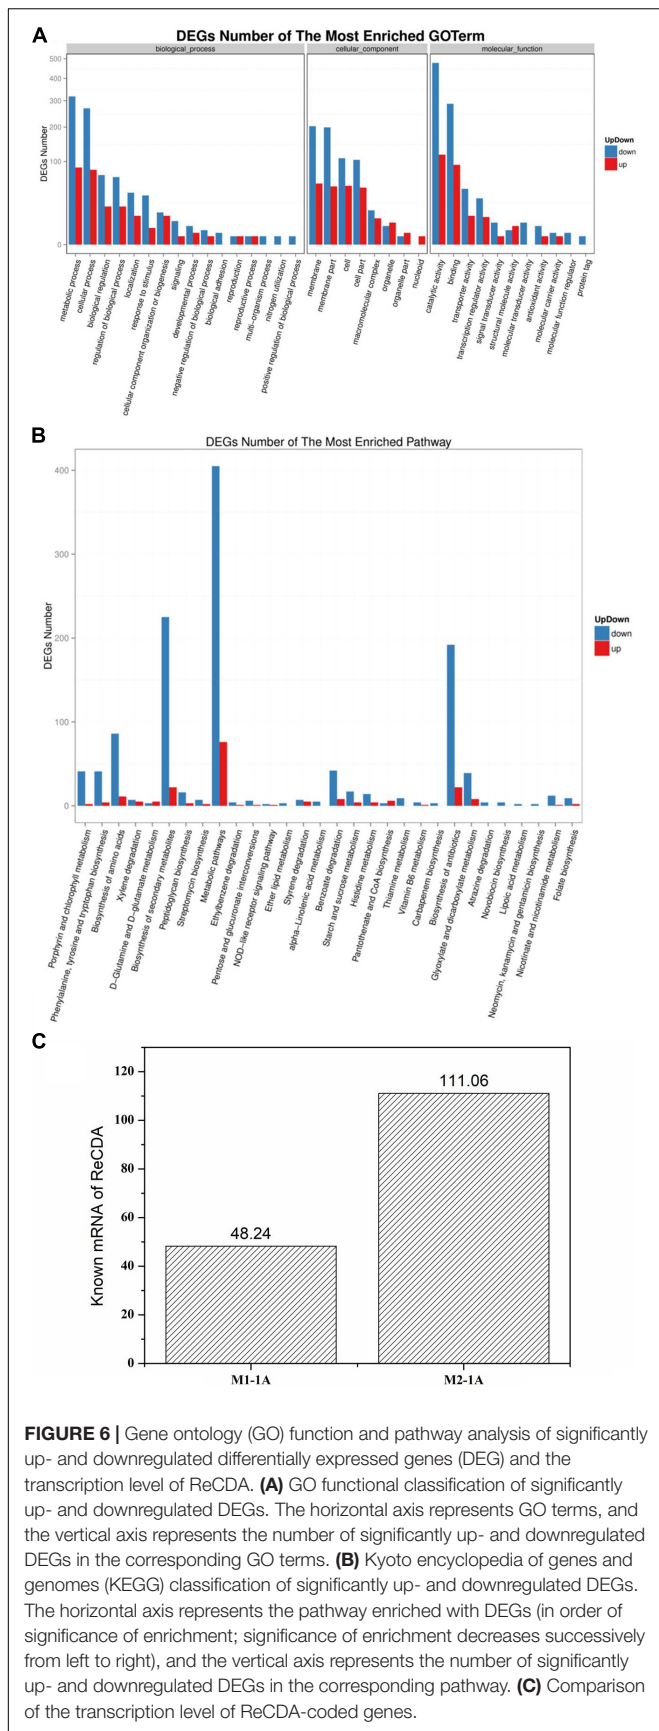 A
DEGs Number of The Most Enriched GOTerm
biological_process
cellular_component
molecular_function
DEGs Number
500
400
300
200
100
0
UpDown
down
up
metabolic process
cellular process
biological regulation
regulation of biological process
localization
response to stimulus
cellular component organization or biogenesis
signaling
developmental process
negative regulation of biological process
biological adhesion
reproduction
reproductive process
multi-organism process
nitrogen utilization
positive regulation of biological process
membrane
membrane part
cell
cell part
macromolecular complex
organelle
organelle part
nucleoid
catalytic activity
binding
transporter activity
transcription regulator activity
signal transducer activity
structural molecule activity
molecular transducer activity
antioxidant activity
molecular carrier activity
molecular function regulator
protein tag
B
DEGs Number of The Most Enriched Pathway
DEGs Number
400
300
200
100
0
UpDown
down
up
Porphyrin and chlorophyll metabolism
Phenylalanine, tyrosine and tryptophan biosynthesis
Biosynthesis of amino acids
Xylene degradation
D-Glutamine and D-glutamate metabolism
Biosynthesis of secondary metabolites
Peptidoglycan biosynthesis
Streptomycin biosynthesis
Metabolic pathways
Ethylbenzene degradation
Pentose and glucuronate interconversions
NOD-like receptor signaling pathway
Ether lipid metabolism
Styrene degradation
alpha-Linolenic acid metabolism
Benzoate degradation
Starch and sucrose metabolism
Histidine metabolism
Pantothenate and CoA biosynthesis
Thiamine metabolism
Vitamin B6 metabolism
Carbapenem biosynthesis
Biosynthesis of antibiotics
Glyoxylate and dicarboxylate metabolism
Atrazine degradation
Novobiocin biosynthesis
Lipoic acid metabolism
Neomycin, kanamycin and gentamicin biosynthesis
Nicotinate and nicotinamide metabolism
Folate biosynthesis
C
Known mRNA of ReCDA
120
100
80
60
40
20
0
48.24
111.06
M1-1A
M2-1A
FIGURE 6 | Gene ontology (GO) function and pathway analysis of significantly
up- and downregulated differentially expressed genes (DEG) and the
transcription level of ReCDA. (A) GO functional classification of significantly
up- and downregulated DEGs. The horizontal axis represents GO terms, and
the vertical axis represents the number of significantly up- and downregulated
DEGs in the corresponding GO terms. (B) Kyoto encyclopedia of genes and
genomes (KEGG) classification of significantly up- and downregulated DEGs.
The horizontal axis represents the pathway enriched with DEGs (in order of
significance of enrichment; significance of enrichment decreases successively
from left to right), and the vertical axis represents the number of significantly
up- and downregulated DEGs in the corresponding pathway. (C) Comparison
of the transcription level of ReCDA-coded genes.